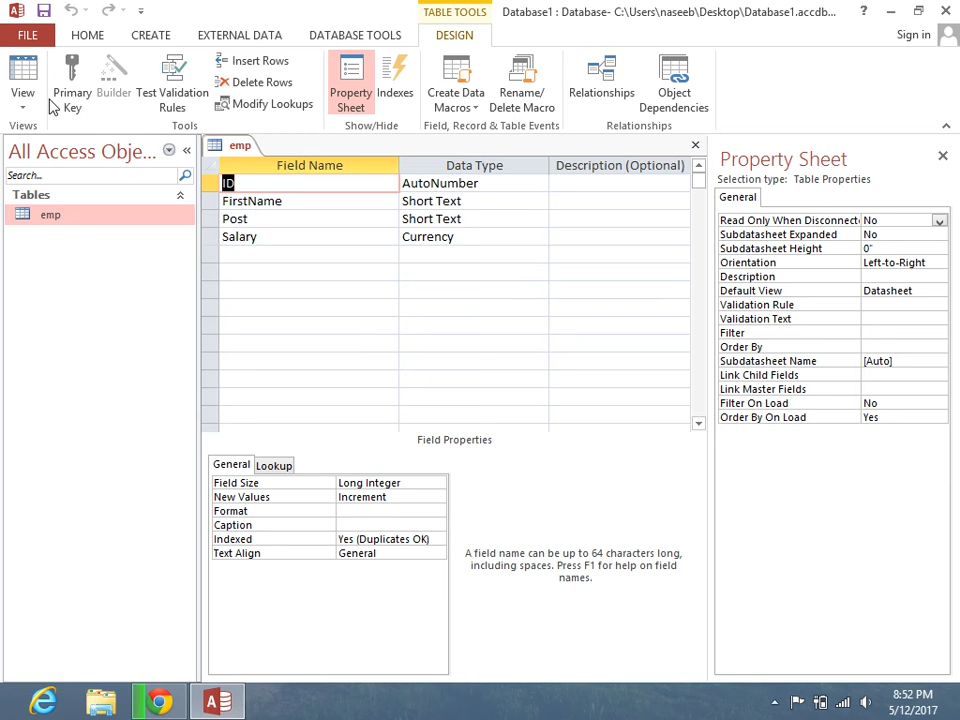 TABLE TOOLS
Database1 : Database- C:\Users\naseeb\Desktop\Database1.accdb...
?
FILE
HOME
CREATE
EXTERNAL DATA
DATABASE TOOLS
DESIGN
Sign in
View
Primary Key
Builder
Test Validation Rules
Insert Rows
Delete Rows
Modify Lookups
Property Sheet
Indexes
Create Data Macros
Rename/ Delete Macro
Relationships
Object Dependencies
Views
Tools
Show/Hide
Field, Record & Table Events
Relationships
All Access Obje...
Search...
Tables
emp
emp
Field Name Data Type Description (Optional)
ID AutoNumber
FirstName Short Text
Post Short Text
Salary Currency
Field Properties
General Lookup
Field Size Long Integer
New Values Increment
Format
Caption
Indexed Yes (Duplicates OK)
Text Align General
A field name can be up to 64 characters long,
including spaces. Press F1 for help on field
names.
Property Sheet
Selection type: Table Properties
General
Read Only When Disconnecte No
Subdatasheet Expanded No
Subdatasheet Height 0"
Orientation Left-to-Right
Description
Default View Datasheet
Validation Rule
Validation Text
Filter
Order By
Subdatasheet Name [Auto]
Link Child Fields
Link Master Fields
Filter On Load No
Order By On Load Yes
8:52 PM
5/12/2017